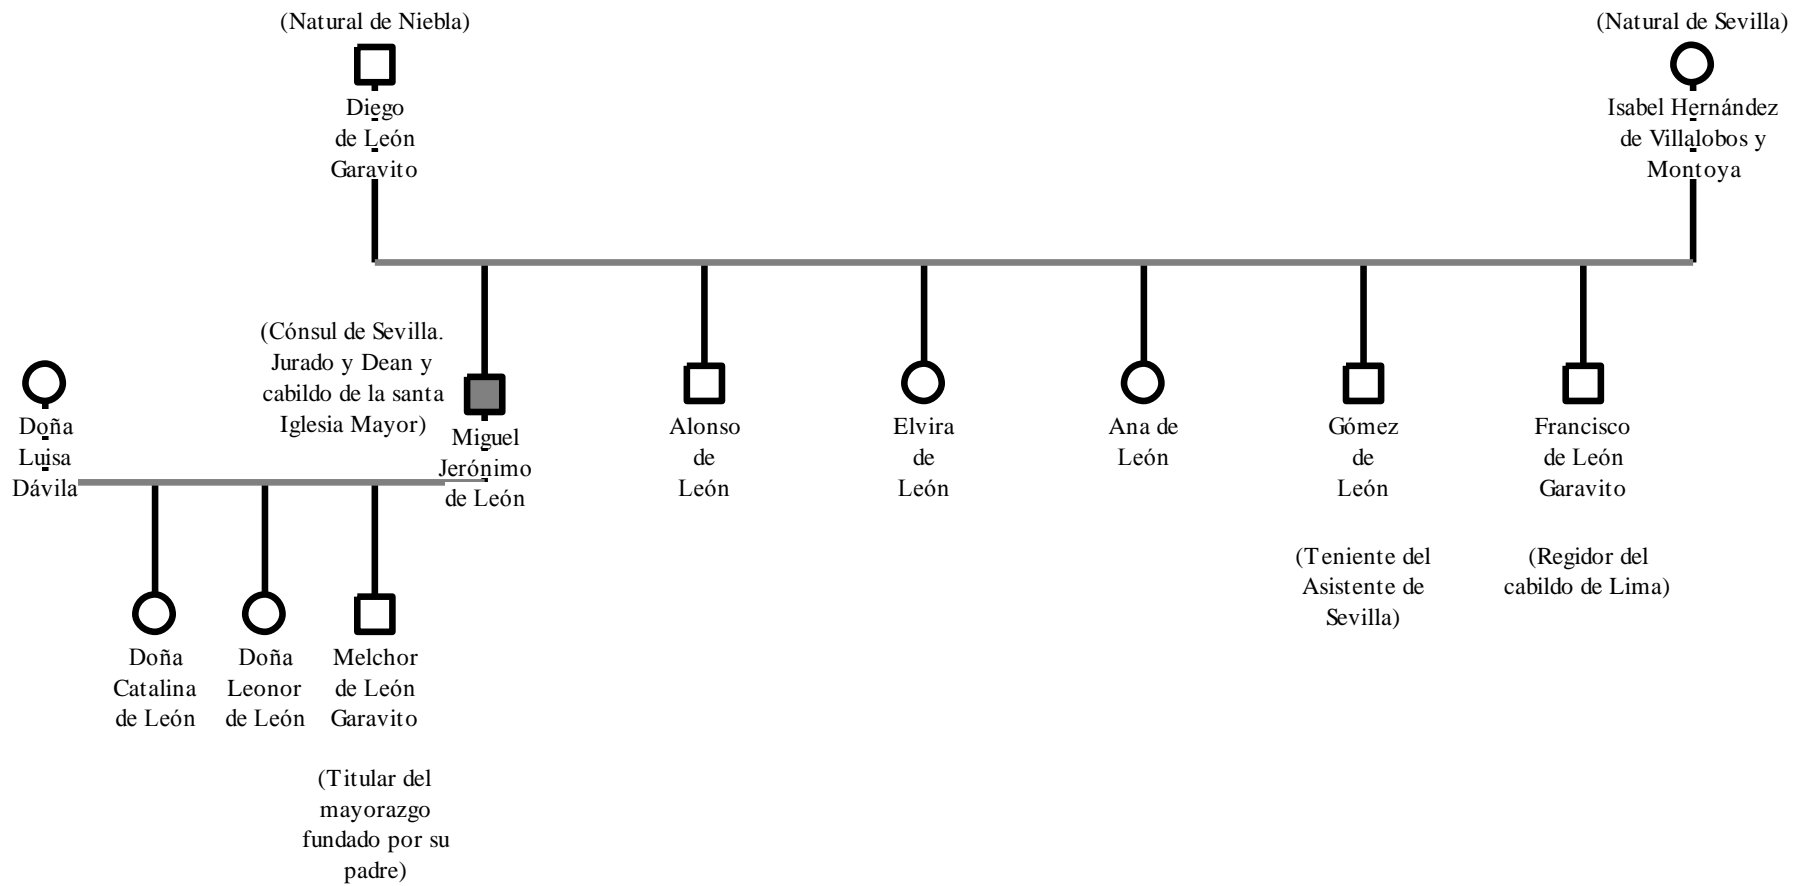 (Natural de Niebla)
Diego
de León
Garavito
(Natural de Sevilla)
Isabel Hernández
de Villalobos y
Montoya
(Cónsul de Sevilla.
Jurado y Dean y
cabildo de la santa
Iglesia Mayor)
Doña
Luisa
Dávila
Miguel
Jerónimo
de León
Alonso
de
León
Elvira
de
León
Ana de
León
Gómez
de
León
(Teniente del
Asistente de
Sevilla)
Francisco
de León
Garavito
(Regidor del
cabildo de Lima)
Doña
Catalina
de León
Doña
Leonor
de León
Melchor
de León
Garavito
(Titular del
mayorazgo
fundado por su
padre)